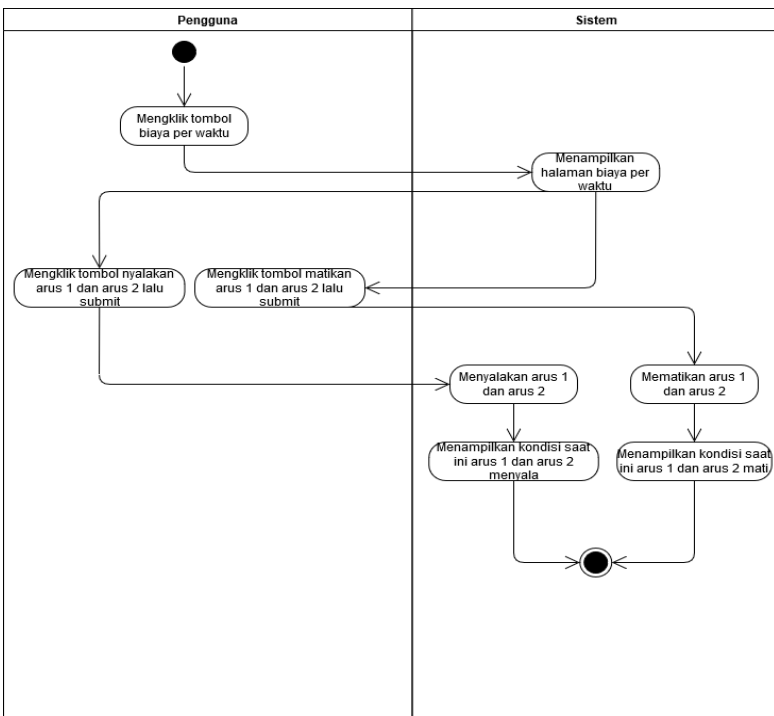 Pengguna
Sistem
Mengklik tombol
biaya per waktu
Menampilkan
halaman biaya per
waktu
Mengklik tombol nyalakan
arus 1 dan arus 2 lalu
submit
Mengklik tombol matikan
arus 1 dan arus 2 lalu
submit
Menyalakan arus 1
dan arus 2
Mematikan arus 1
dan arus 2
Menampilkan kondisi saat
ini arus 1 dan arus 2
menyala
Menampilkan kondisi saat
ini arus 1 dan arus 2 mati